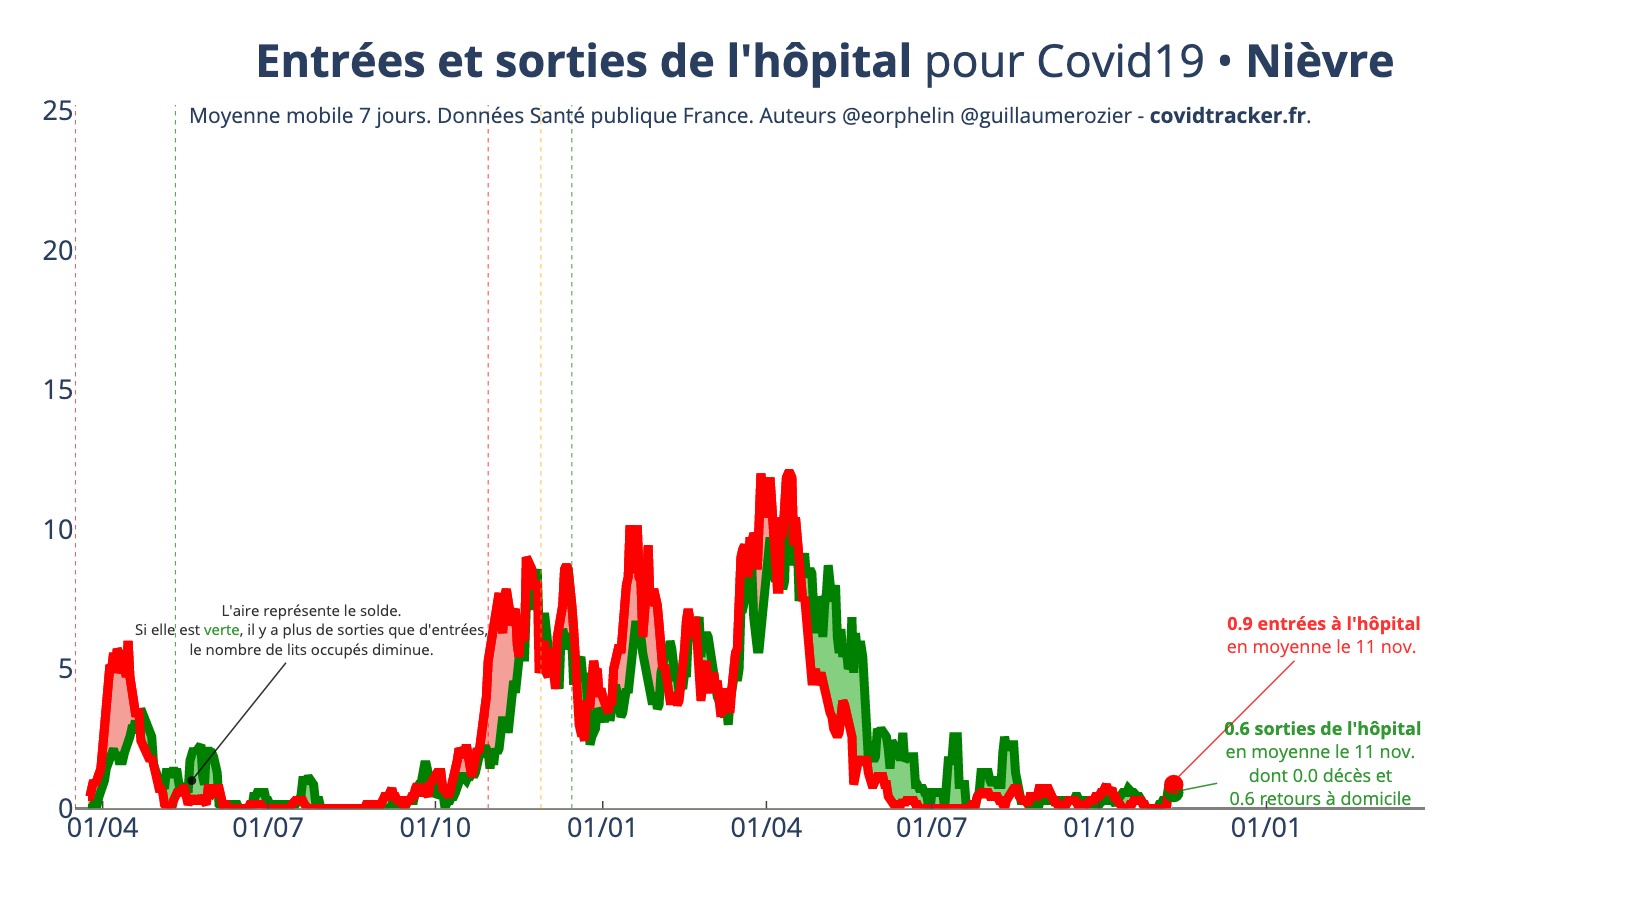 Entrées et sorties de l'hôpital pour Covid19 • Nièvre
Moyenne mobile 7 jours. Données Santé publique France. Auteurs @eorphelin @guillaumerozier - covidtracker.fr.
25
20
15
10
5
0
L'aire représente le solde.
Si elle est verte, il y a plus de sorties que d'entrées,
le nombre de lits occupés diminue.
0.9 entrées à l'hôpital
en moyenne le 11 nov.
0.6 sorties de l'hôpital
en moyenne le 11 nov.
dont 0.0 décès et
0.6 retours à domicile
01/04 01/07 01/10 01/01 01/04 01/07 01/10 01/01